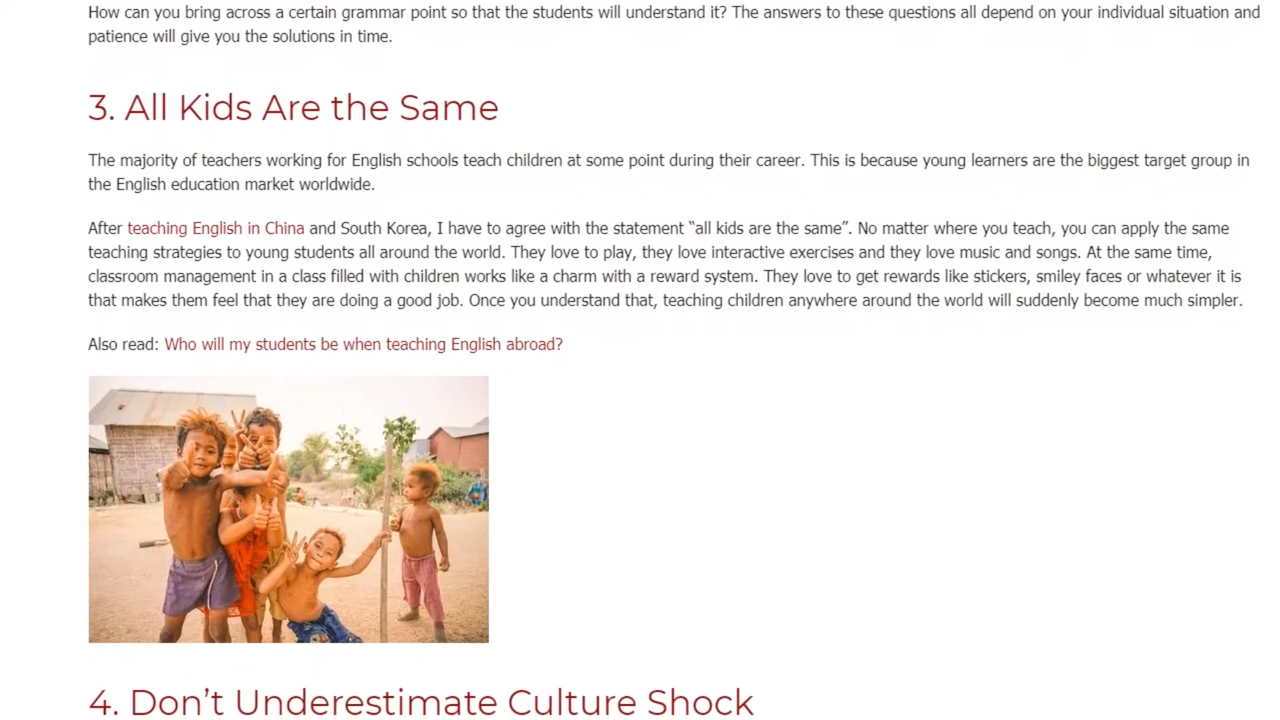 How can you bring across a certain grammar point so that the students will understand it? The answers to these questions all depend on your individual situation and
patience will give you the solutions in time.
3. All Kids Are the Same
The majority of teachers working for English schools teach children at some point during their career. This is because young learners are the biggest target group in
the English education market worldwide.
After teaching English in China and South Korea, I have to agree with the statement “all kids are the same”. No matter where you teach, you can apply the same
teaching strategies to young students all around the world. They love to play, they love interactive exercises and they love music and songs. At the same time,
classroom management in a class filled with children works like a charm with a reward system. They love to get rewards like stickers, smiley faces or whatever it is
that makes them feel that they are doing a good job. Once you understand that, teaching children anywhere around the world will suddenly become much simpler.
Also read: Who will my students be when teaching English abroad?
4. Don’t Underestimate Culture Shock